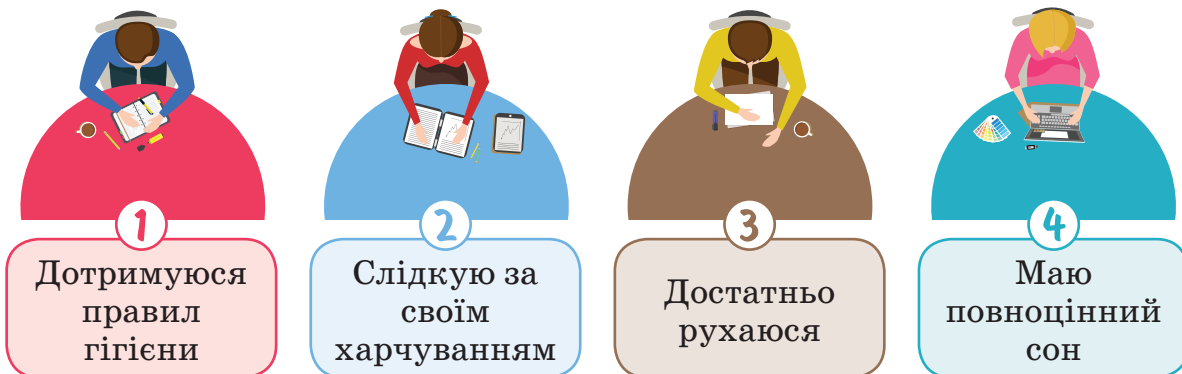 1
Дотримуюся
правил
гігієни
2
Слідкую за
своїм
харчуванням
3
Достатньо
рухаюся
4
Маю
повноцінний
сон